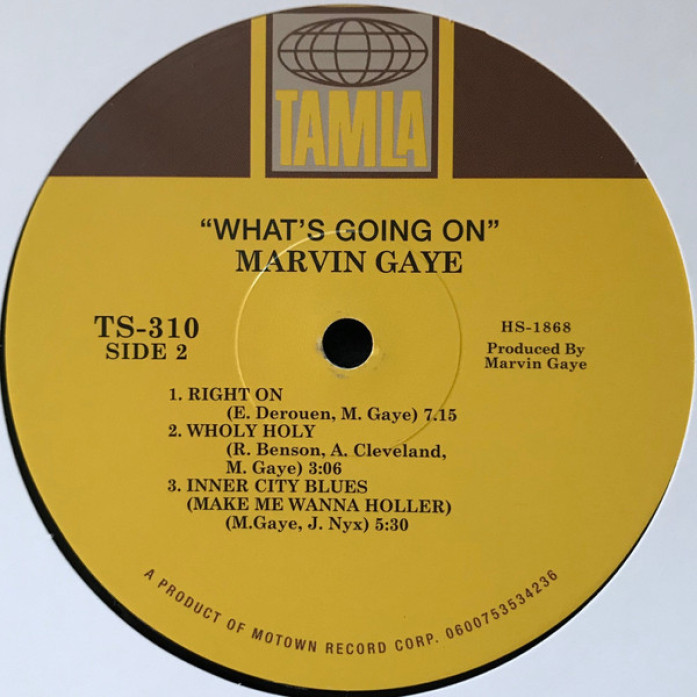 TAMLA
“WHAT’S GOING ON”
MARVIN GAYE
TS-310
SIDE 2
HS-1868
Produced By
Marvin Gaye
1. RIGHT ON
(E. Derouen, M. Gaye) 7.15
2. WHOLY HOLY
(R. Benson, A. Cleveland,
M. Gaye) 3:06
3. INNER CITY BLUES
(MAKE ME WANNA HOLLER)
(M.Gaye, J. Nyx) 5:30
A PRODUCT OF MOTOWN RECORD CORP. 0600753534236